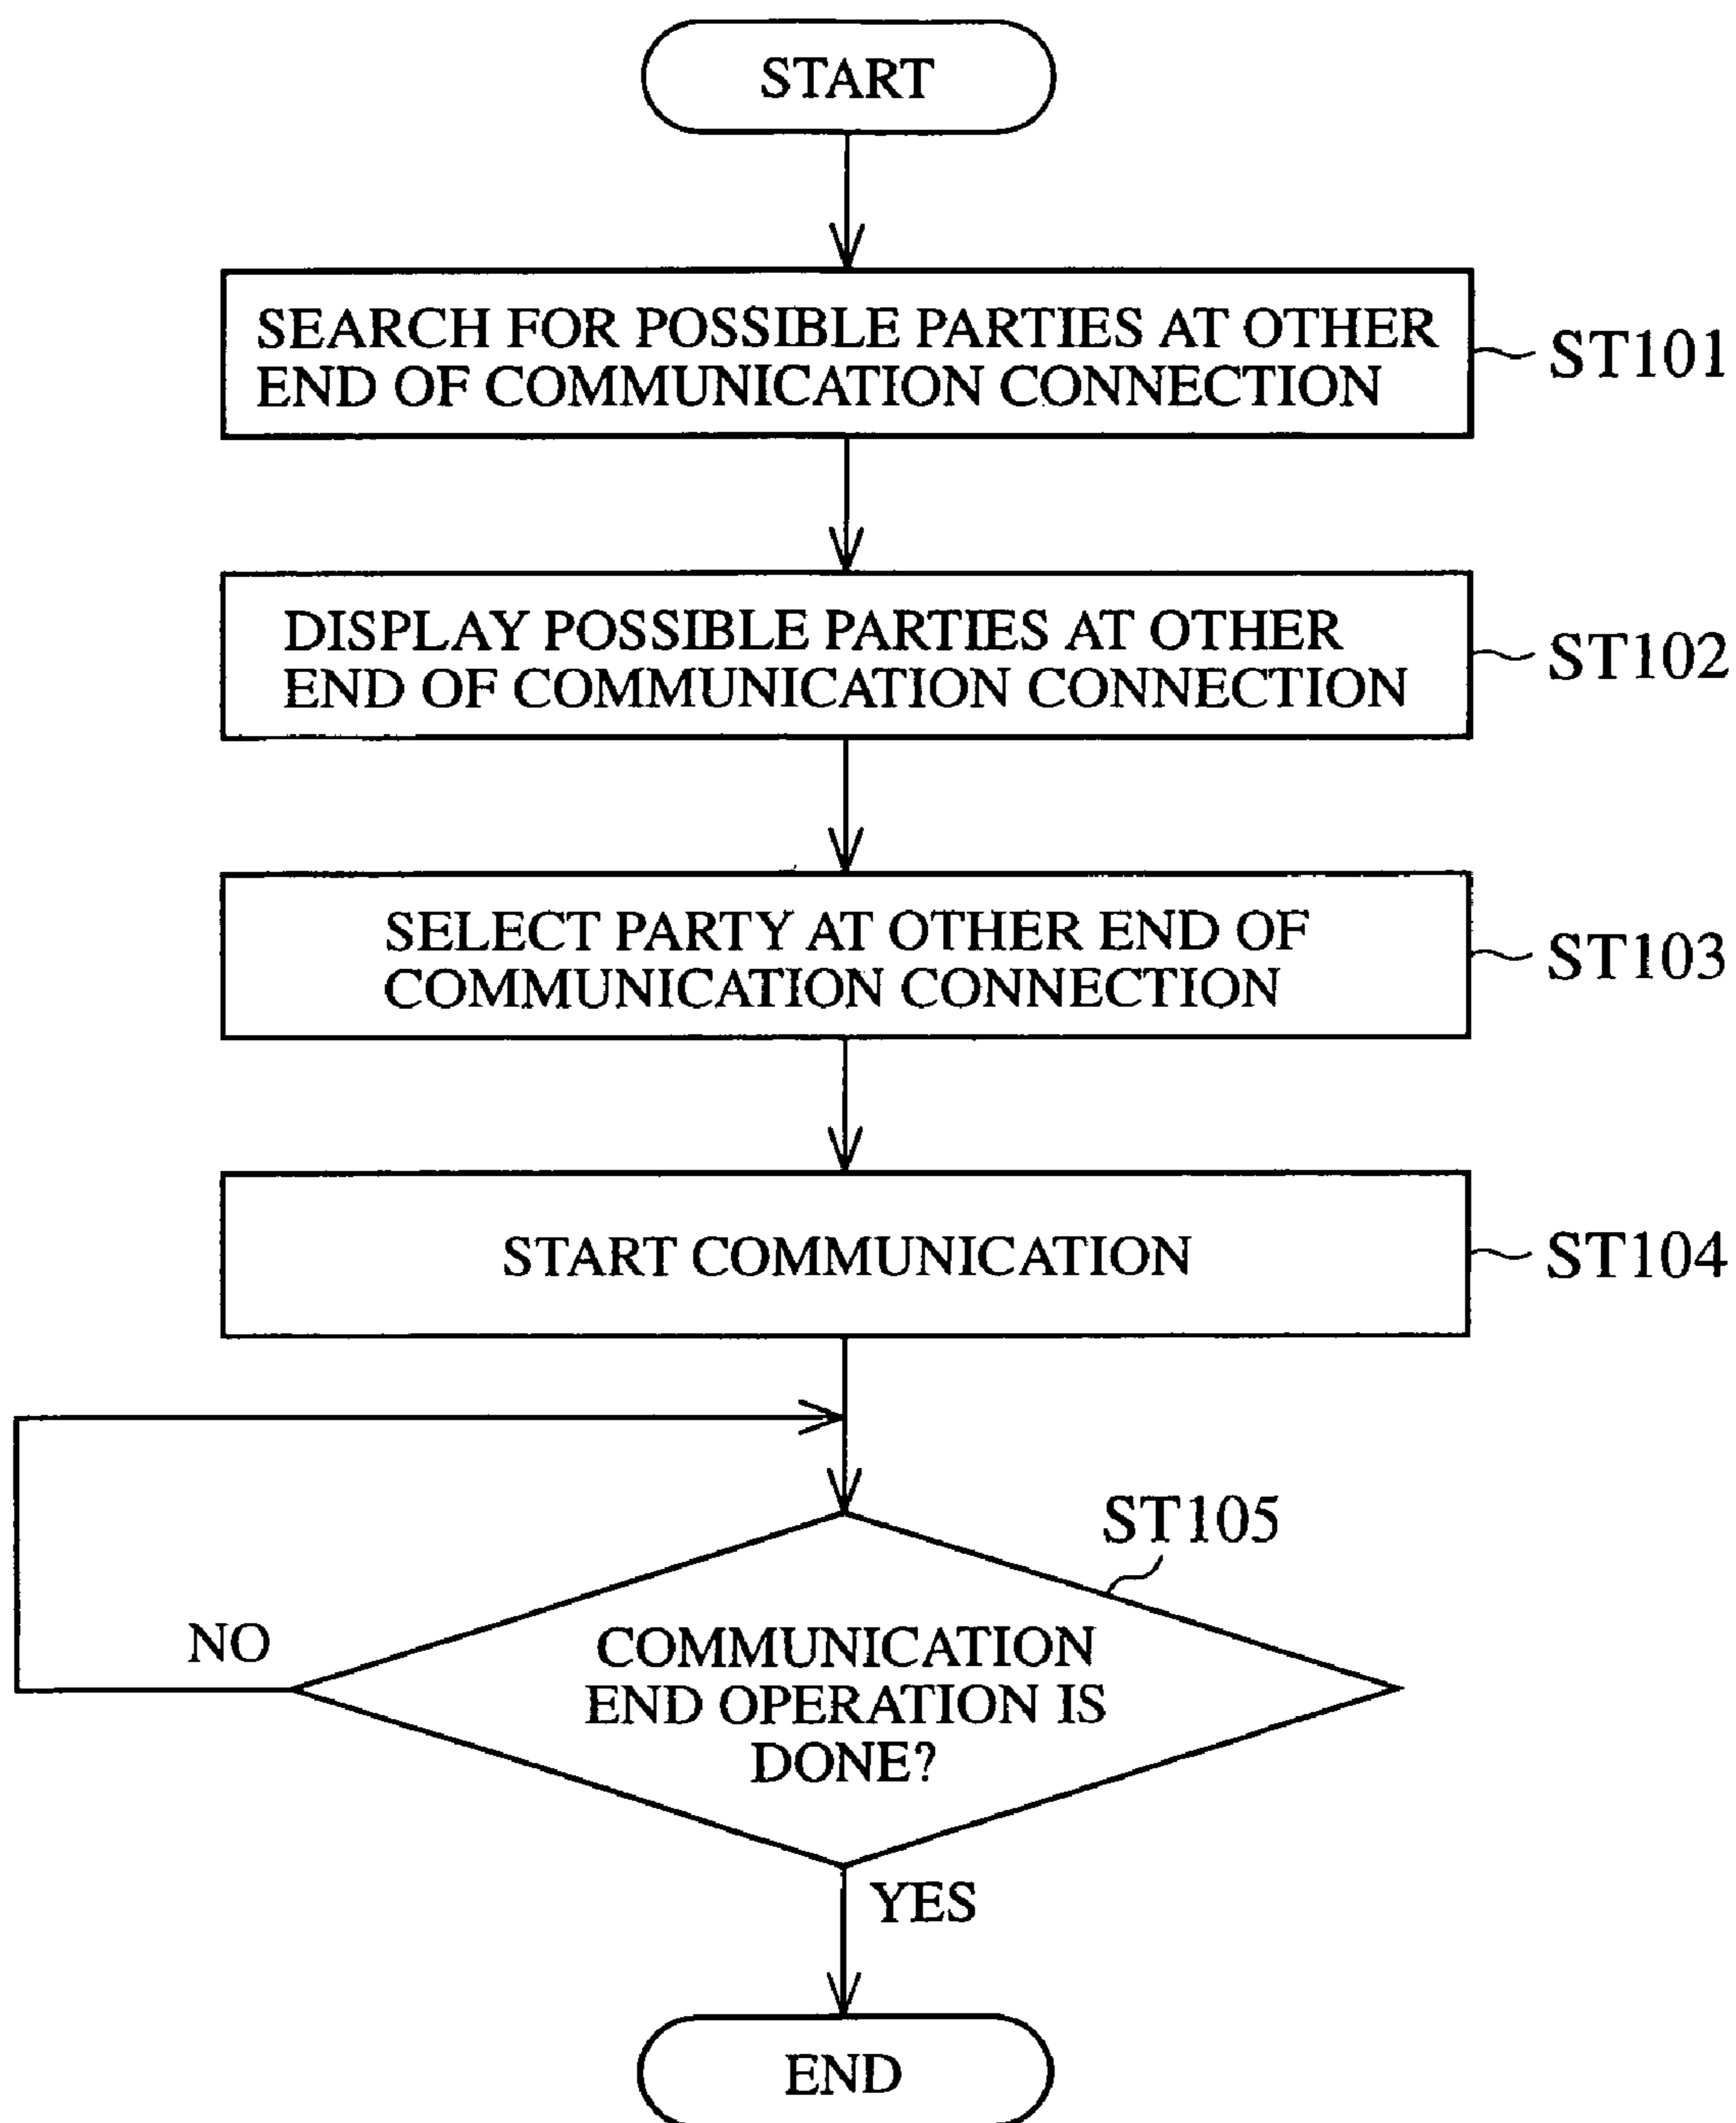 START
SEARCH FOR POSSIBLE PARTIES AT OTHER
END OF COMMUNICATION CONNECTION
ST101
DISPLAY POSSIBLE PARTIES AT OTHER
END OF COMMUNICATION CONNECTION
ST102
SELECT PARTY AT OTHER END OF
COMMUNICATION CONNECTION
ST103
START COMMUNICATION
ST104
ST105
NO
COMMUNICATION
END OPERATION IS
DONE?
YES
END